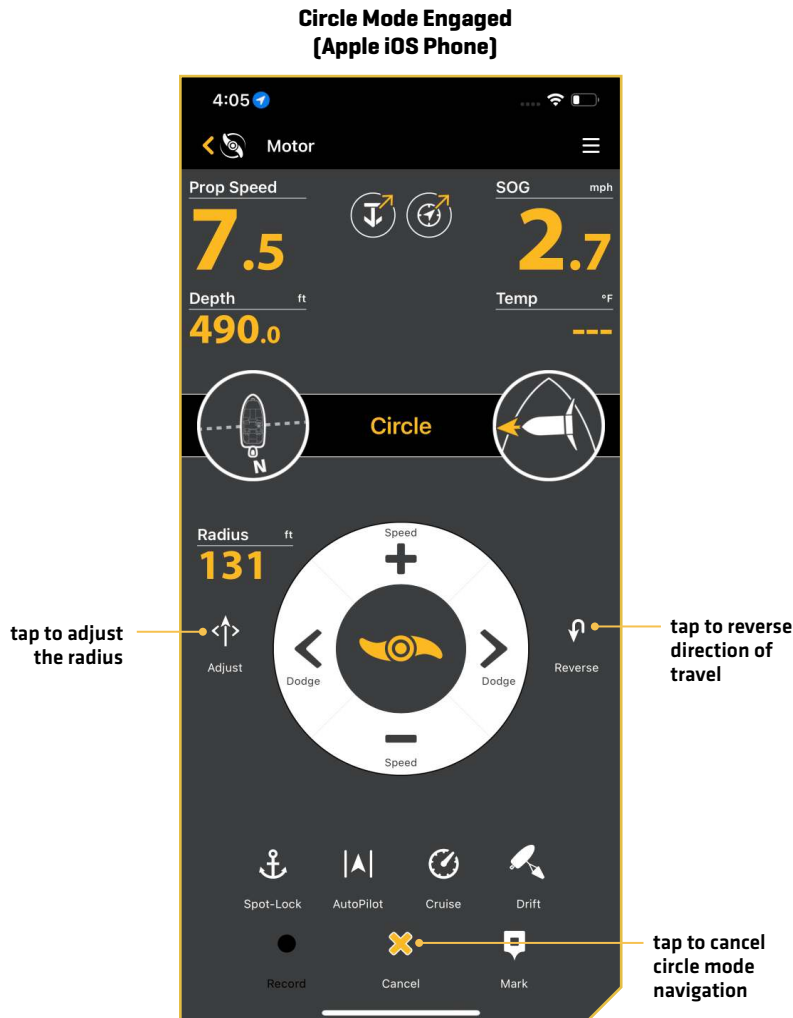 Circle Mode Engaged
(Apple iOS Phone)
4:05
Motor
Prop Speed
SOG mph
7.5
2.7
Depth ft
Temp °F
490.0
---
N
Circle
Radius ft
131
Speed
tap to adjust
the radius
Adjust
Dodge
Dodge
Reverse
tap to reverse
direction of
travel
Speed
Spot-Lock
AutoPilot
Cruise
Drift
Record
Cancel
Mark
tap to cancel
circle mode
navigation